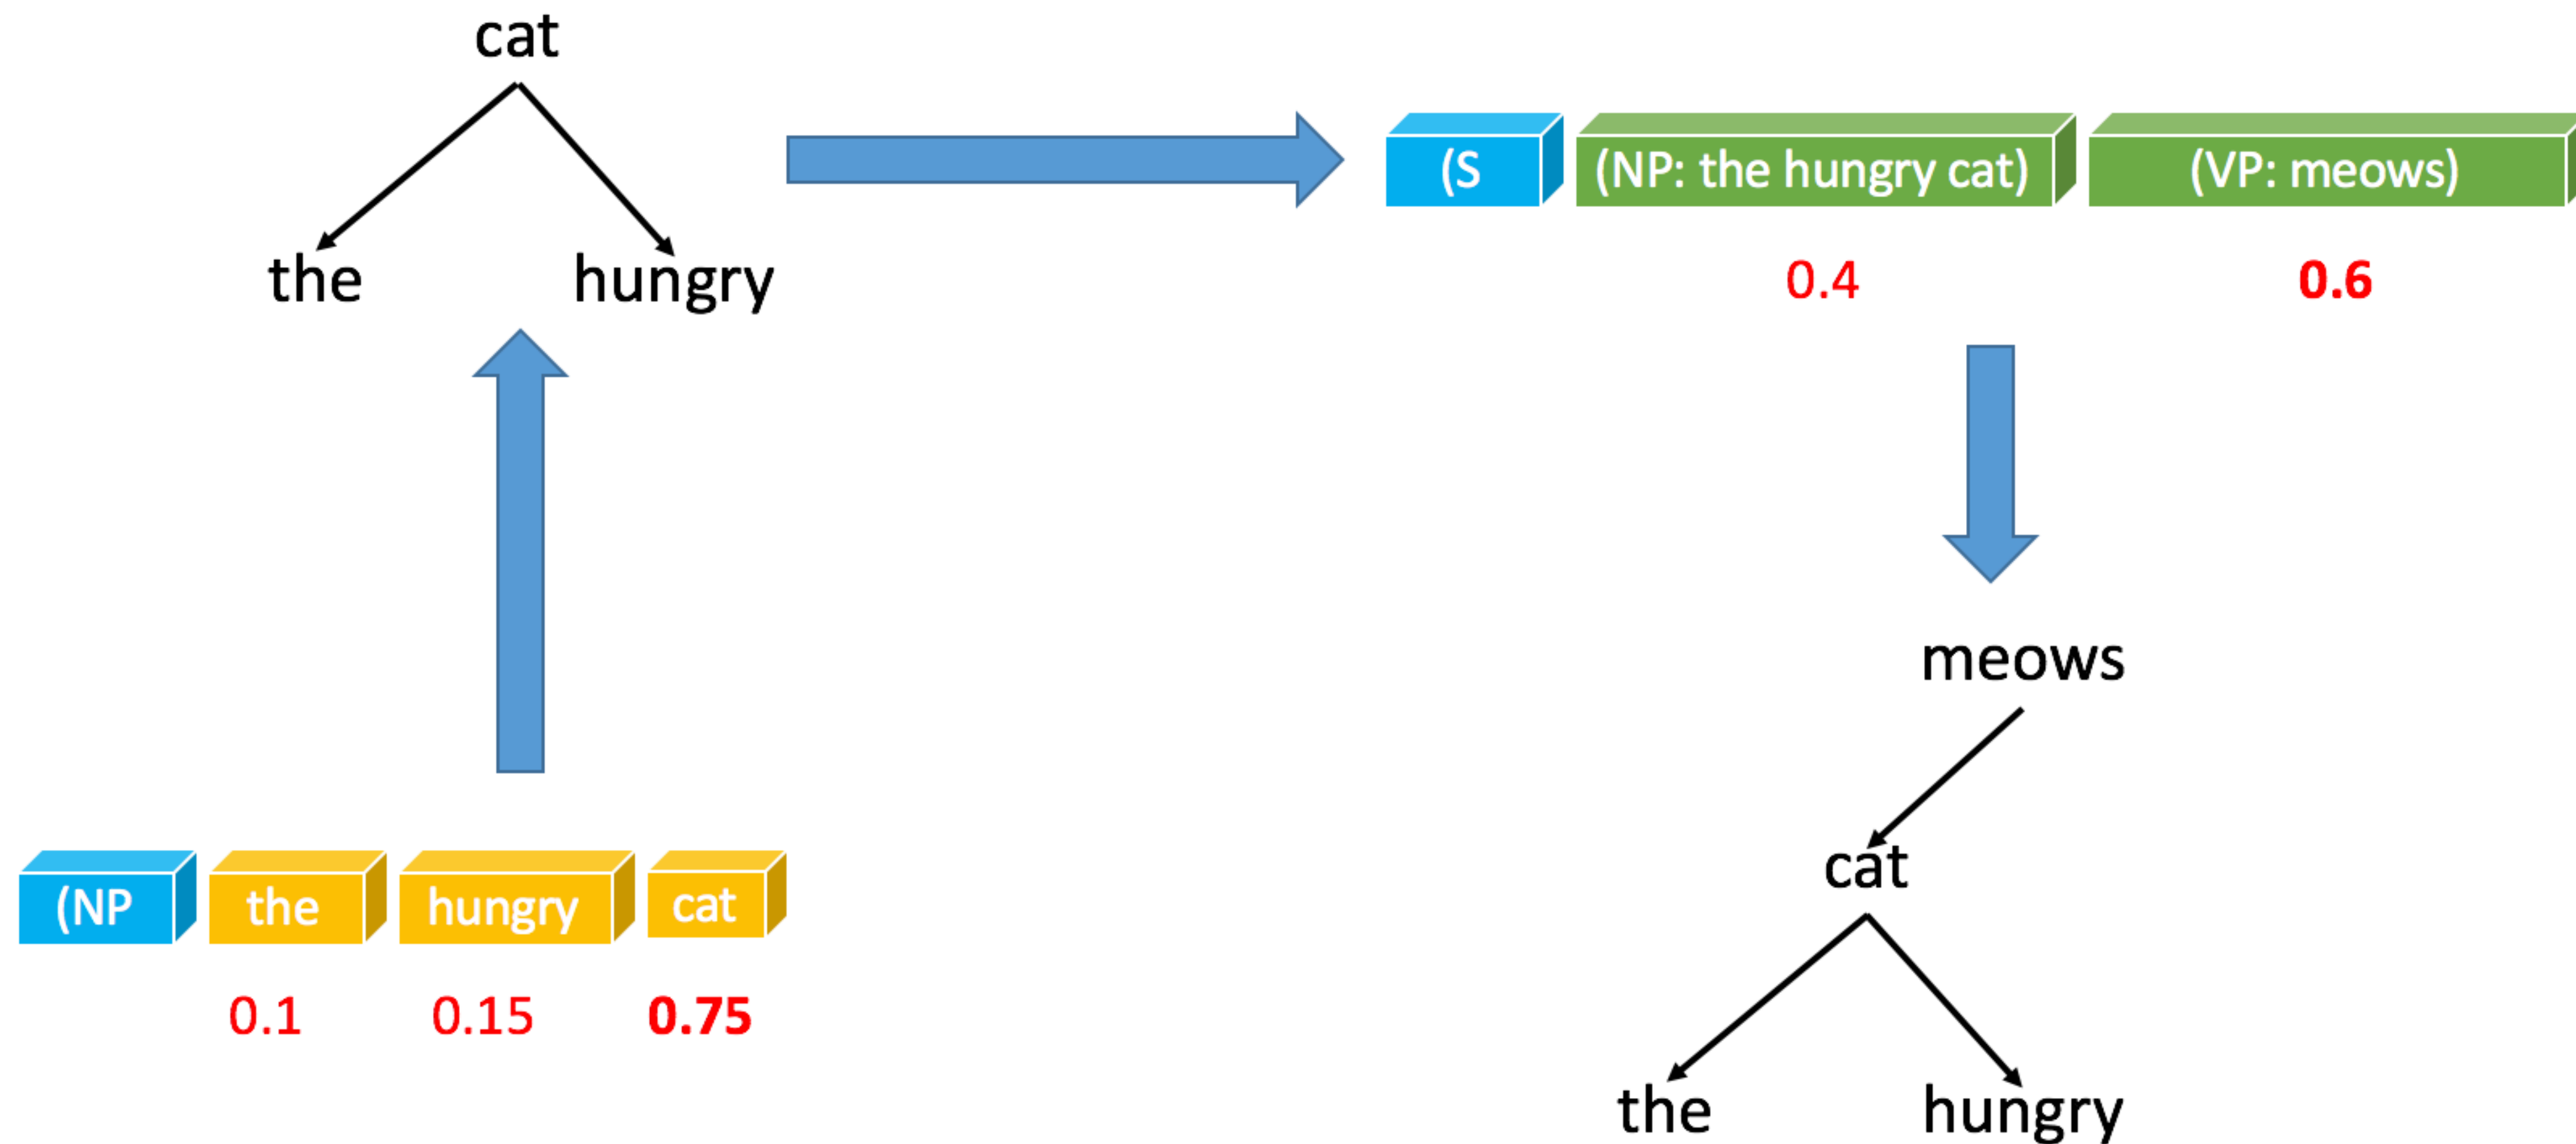 cat
the hungry
(S (NP: the hungry cat) (VP: meows)
0.4 0.6
meows
cat
the hungry
(NP the hungry cat
0.1 0.15 0.75